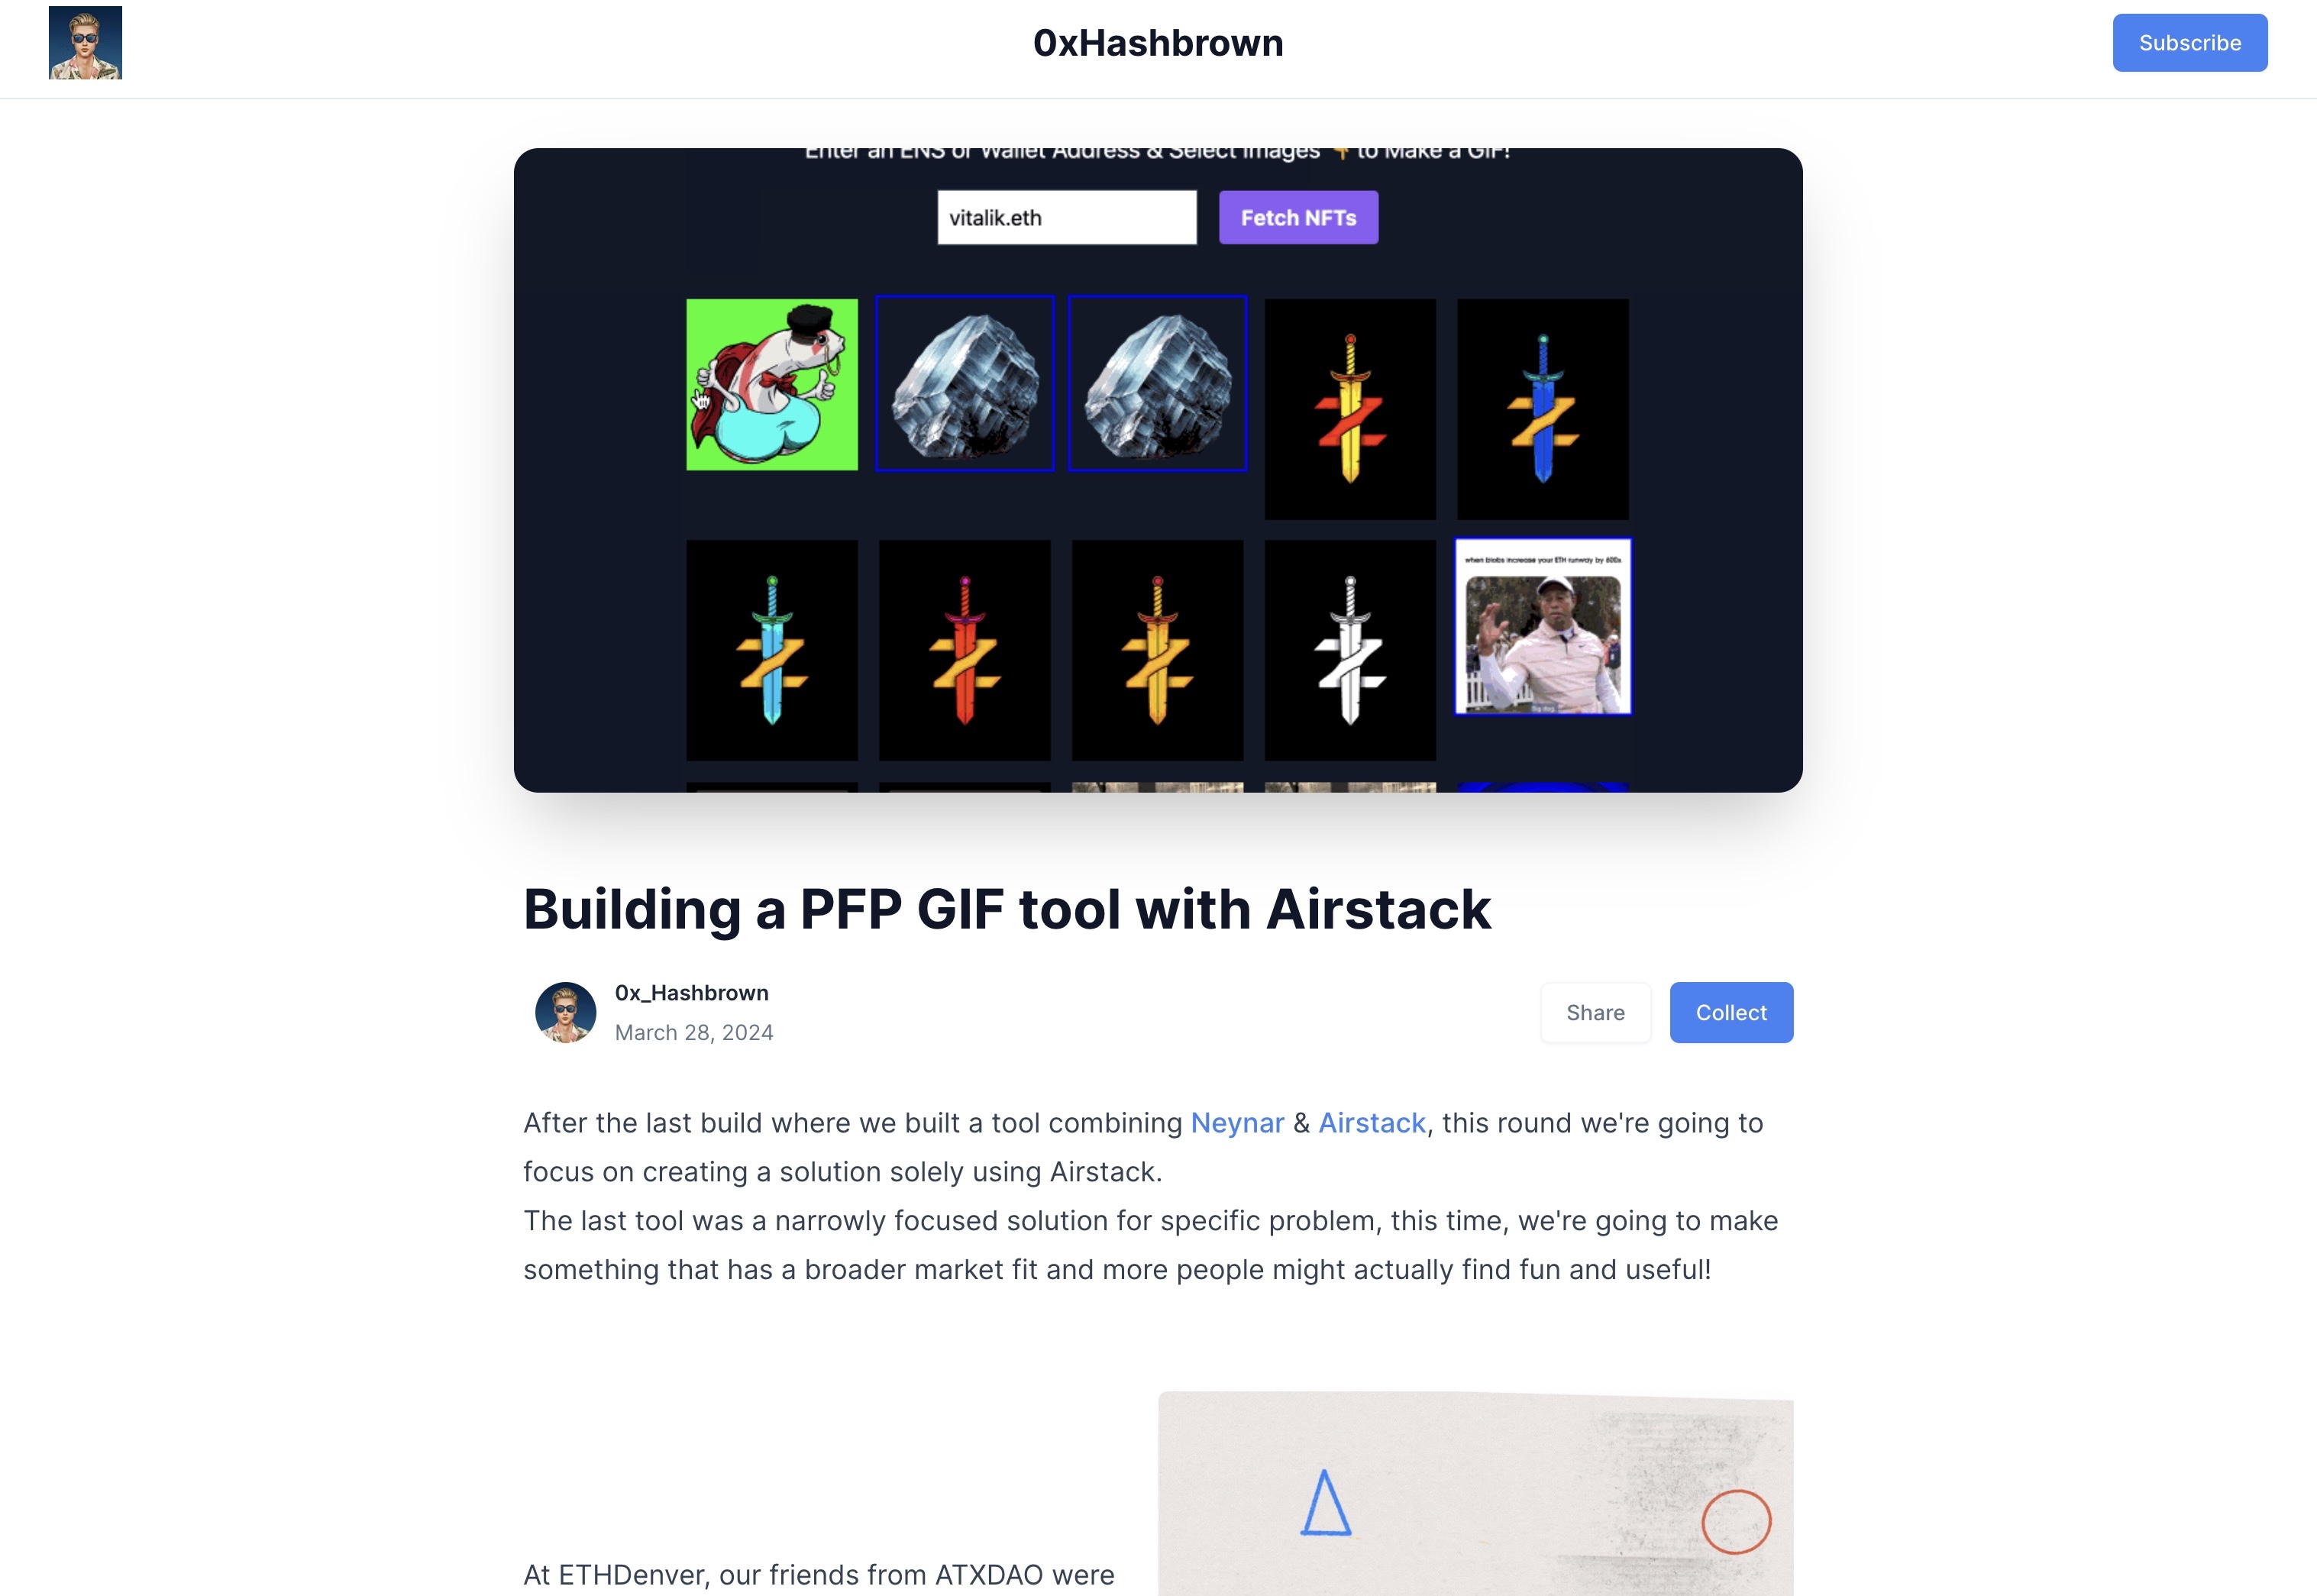 0xHashbrown
Subscribe
Enter an ENS or Wallet Address & Select Images 👇 to Make a GIF!
vitalik.eth
Fetch NFTs
when blobs increase your ETH runway by 600x
Building a PFP GIF tool with Airstack
0x_Hashbrown
March 28, 2024
Share
Collect
After the last build where we built a tool combining Neynar & Airstack, this round we're going to
focus on creating a solution solely using Airstack.
The last tool was a narrowly focused solution for specific problem, this time, we're going to make
something that has a broader market fit and more people might actually find fun and useful!
At ETHDenver, our friends from ATXDAO were